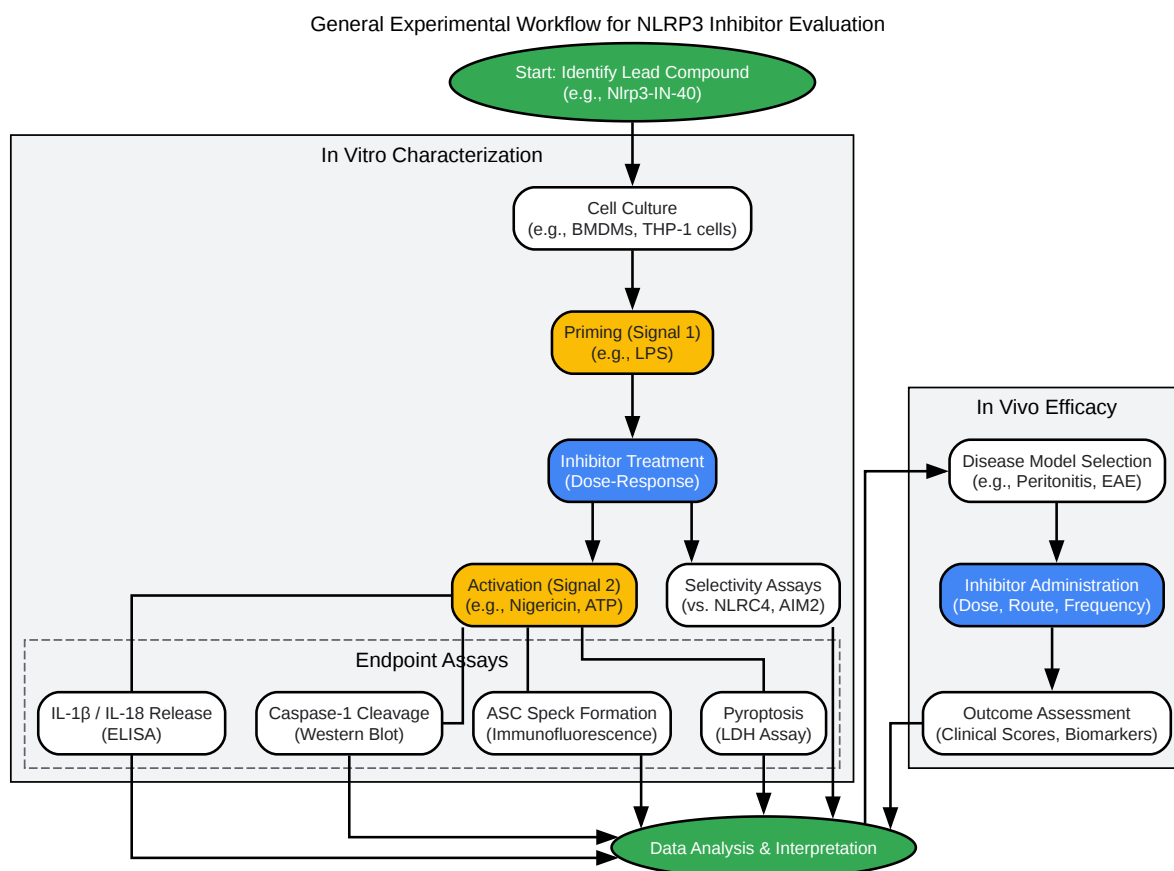 General Experimental Workflow for NLRP3 Inhibitor Evaluation
Start: Identify Lead Compound
(e.g., Nlrp3-IN-40)
In Vitro Characterization
Cell Culture
(e.g., BMDMs, THP-1 cells)
Priming (Signal 1)
(e.g., LPS)
Inhibitor Treatment
(Dose-Response)
Activation (Signal 2)
(e.g., Nigericin, ATP)
Selectivity Assays
(vs. NLRC4, AIM2)
Endpoint Assays
IL-1β / IL-18 Release
(ELISA)
Caspase-1 Cleavage
(Western Blot)
ASC Speck Formation
(Immunofluorescence)
Pyroptosis
(LDH Assay)
In Vivo Efficacy
Disease Model Selection
(e.g., Peritonitis, EAE)
Inhibitor Administration
(Dose, Route, Frequency)
Outcome Assessment
(Clinical Scores, Biomarkers)
Data Analysis & Interpretation